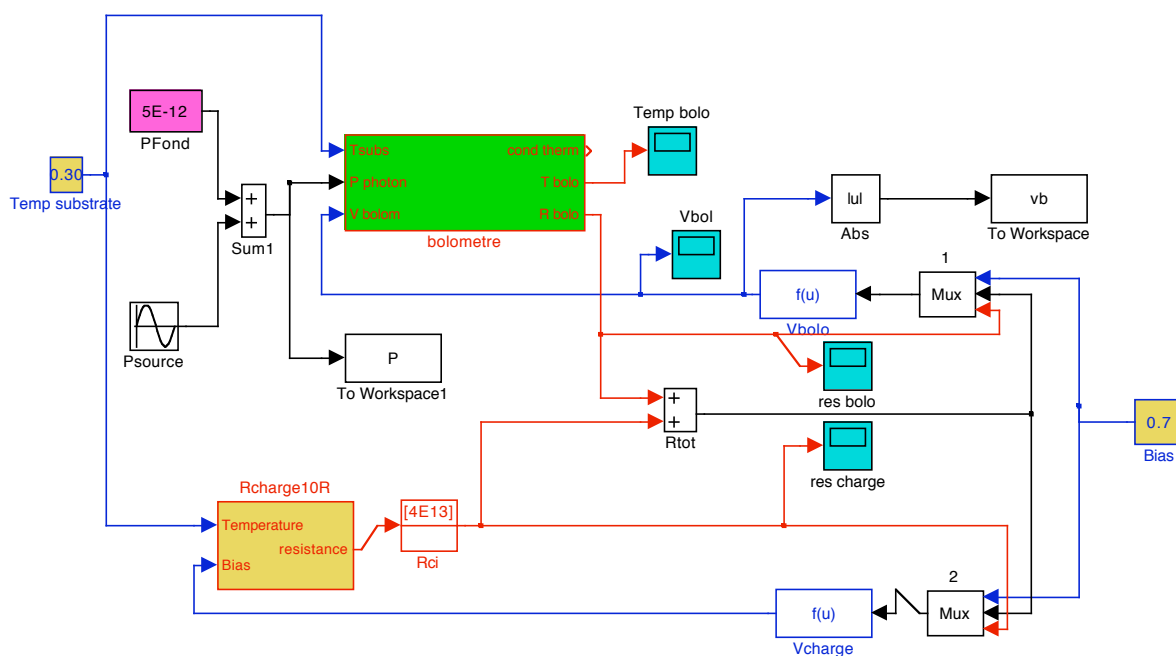 5E-12
PFond
0.30
Temp substrate
+
+
Sum1
Psource
Tsubs
P photon
V bolom
cond therm
T bolo
R bolo
bolometre
Temp bolo
Vbol
lul
Abs
vb
To Workspace
f(u)
Vbolo
1
Mux
P
To Workspace1
res bolo
+
+
Rtot
res charge
0.7
Bias
Rcharge10R
Temperature
resistance
Bias
[4E13]
Rci
f(u)
Vcharge
2
Mux